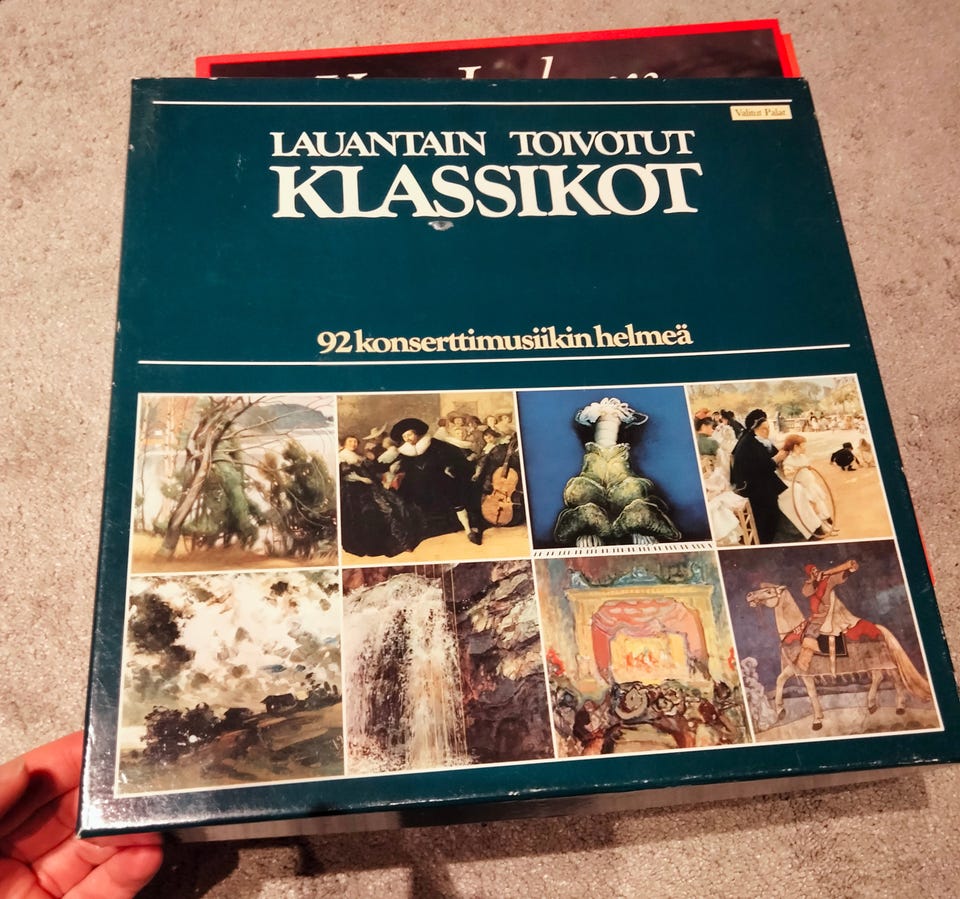 Valitut Palat
LAUANTAIN TOIVOTUT
KLASSIKOT
92 konserttimusiikin helmeä